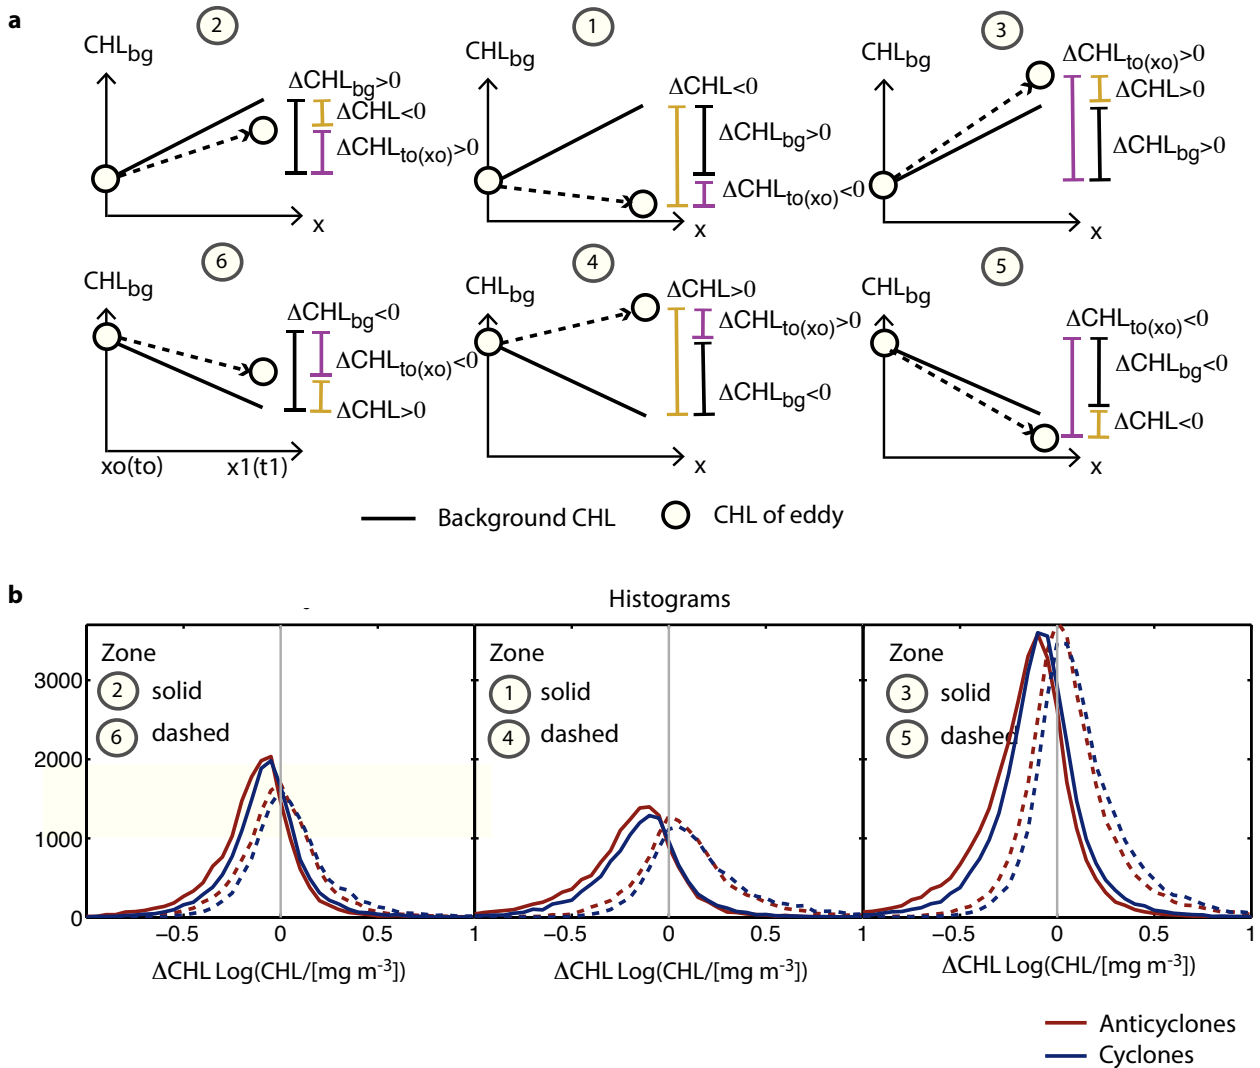 a
2
CHLbg
ΔCHLbg>0
ΔCHL<0
ΔCHLto(xo)>0
x
1
CHLbg
ΔCHL<0
ΔCHLbg>0
ΔCHLto(xo)<0
x
3
CHLbg
ΔCHLto(xo)>0
ΔCHL>0
ΔCHLbg>0
x
6
CHLbg
ΔCHLbg<0
ΔCHLto(xo)<0
ΔCHL>0
xo(to) x1(t1)
4
CHLbg
ΔCHL>0
ΔCHLto(xo)>0
ΔCHLbg<0
x
5
CHLbg
ΔCHLto(xo)<0
ΔCHLbg<0
ΔCHL<0
x
Background CHL
CHL of eddy
b
Histograms
Zone
2 solid
6 dashed
Zone
1 solid
4 dashed
Zone
3 solid
5 dashed
3000
2000
1000
0
−0.5 0 0.5 1
−0.5 0 0.5 1
−0.5 0 0.5 1
ΔCHL Log(CHL/[mg m-3])
ΔCHL Log(CHL/[mg m-3])
ΔCHL Log(CHL/[mg m-3])
Anticyclones
Cyclones